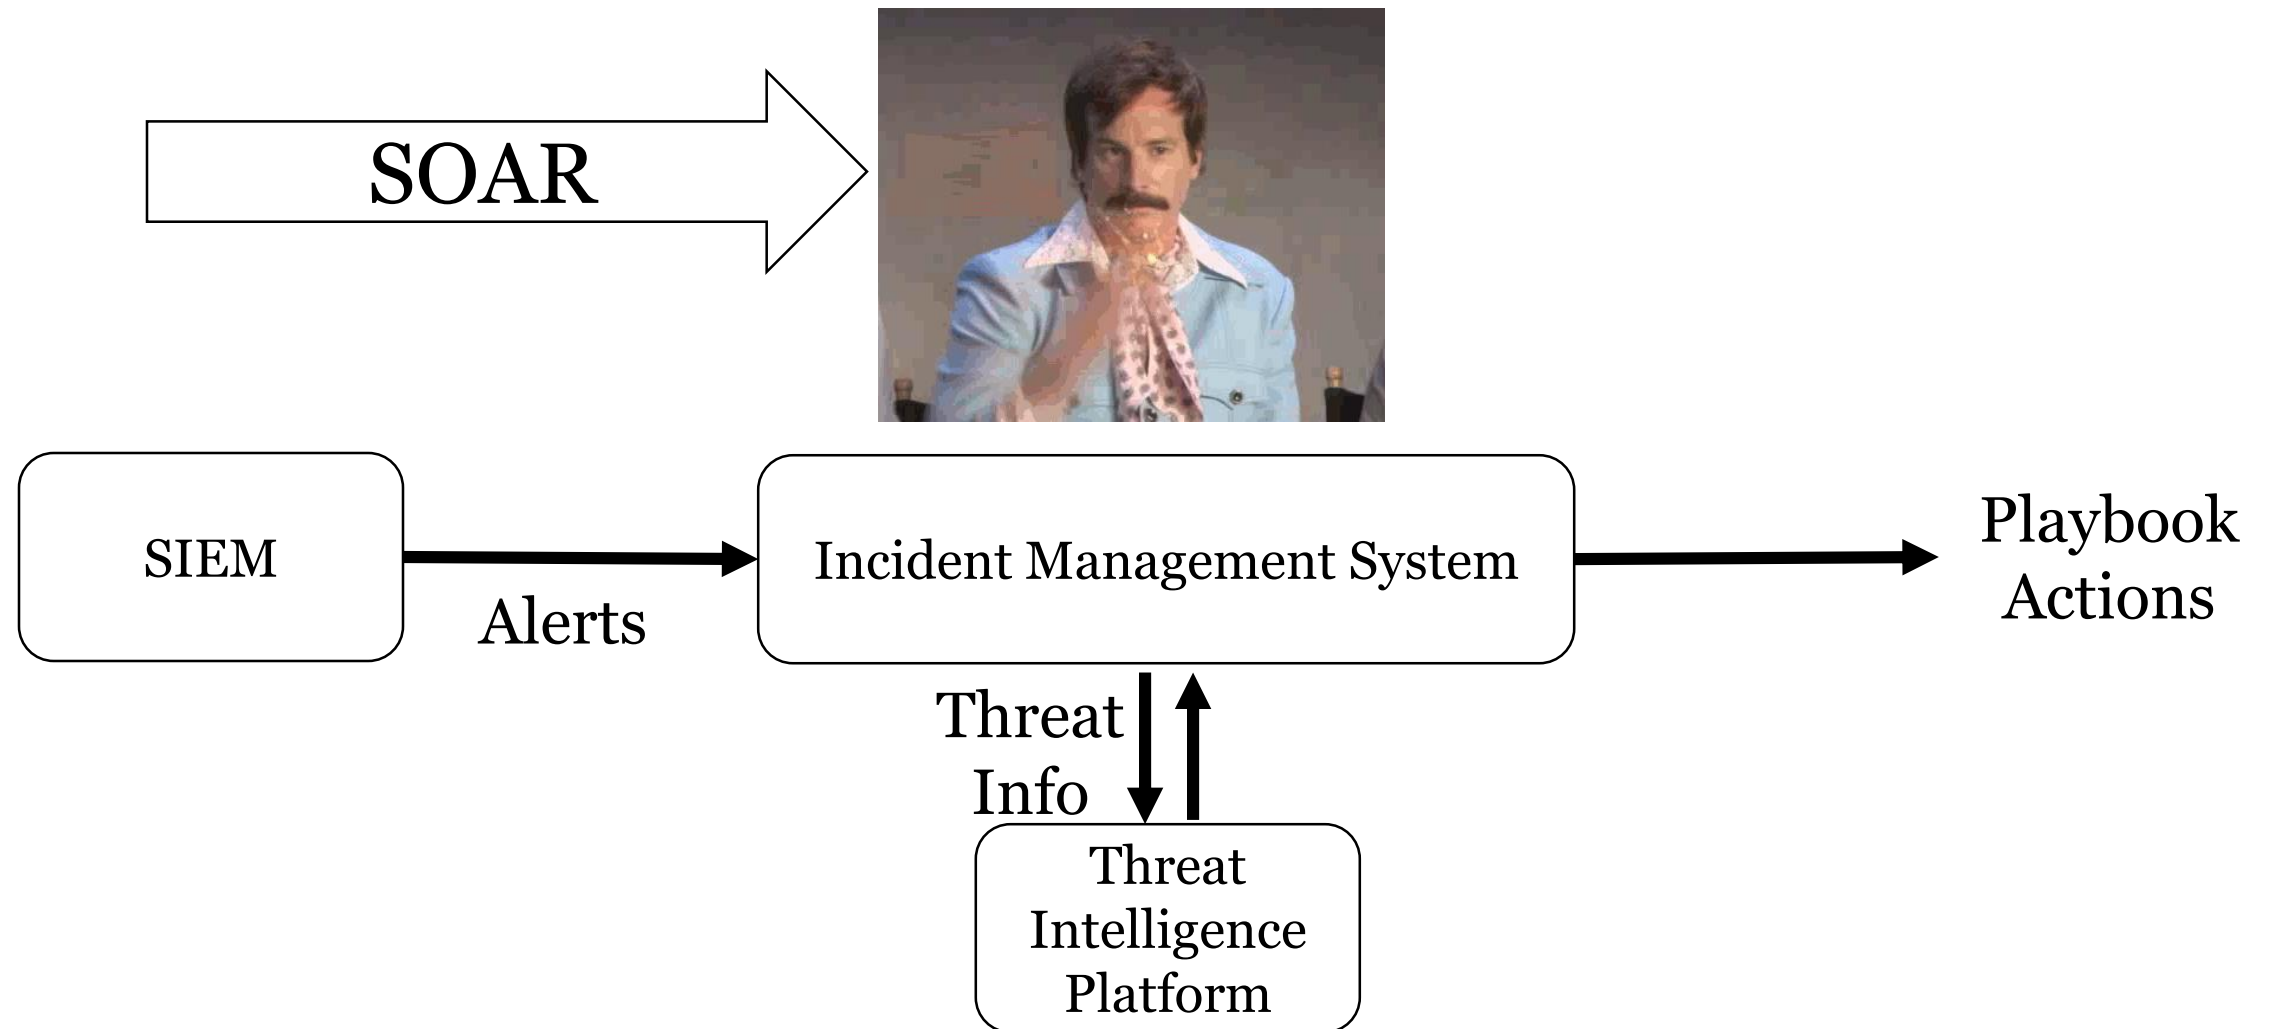 SOAR
SIEM
Alerts
Incident Management System
Playbook
Actions
Threat
Info
Threat
Intelligence
Platform